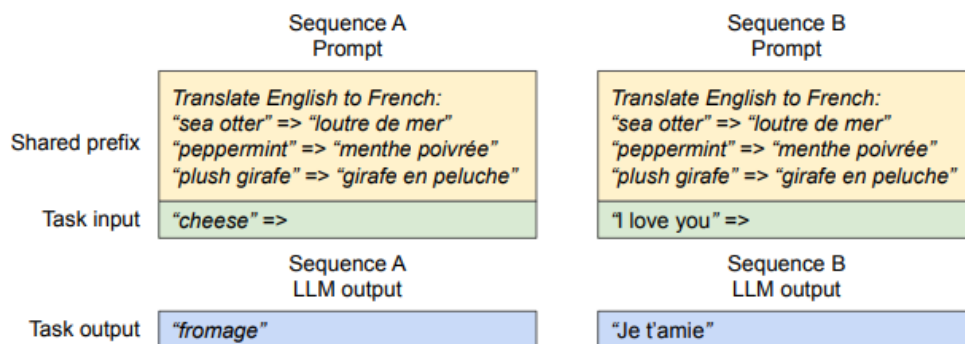 Sequence A
Prompt
Sequence B
Prompt
Shared prefix
Translate English to French:
“sea otter” => “loutre de mer”
“peppermint” => “menthe poivrée”
“plush girafe” => “girafe en peluche”
Translate English to French:
“sea otter” => “loutre de mer”
“peppermint” => “menthe poivrée”
“plush girafe” => “girafe en peluche”
Task input
“cheese” =>
“I love you” =>
Sequence A
LLM output
Sequence B
LLM output
Task output
“fromage”
“Je t’amie”